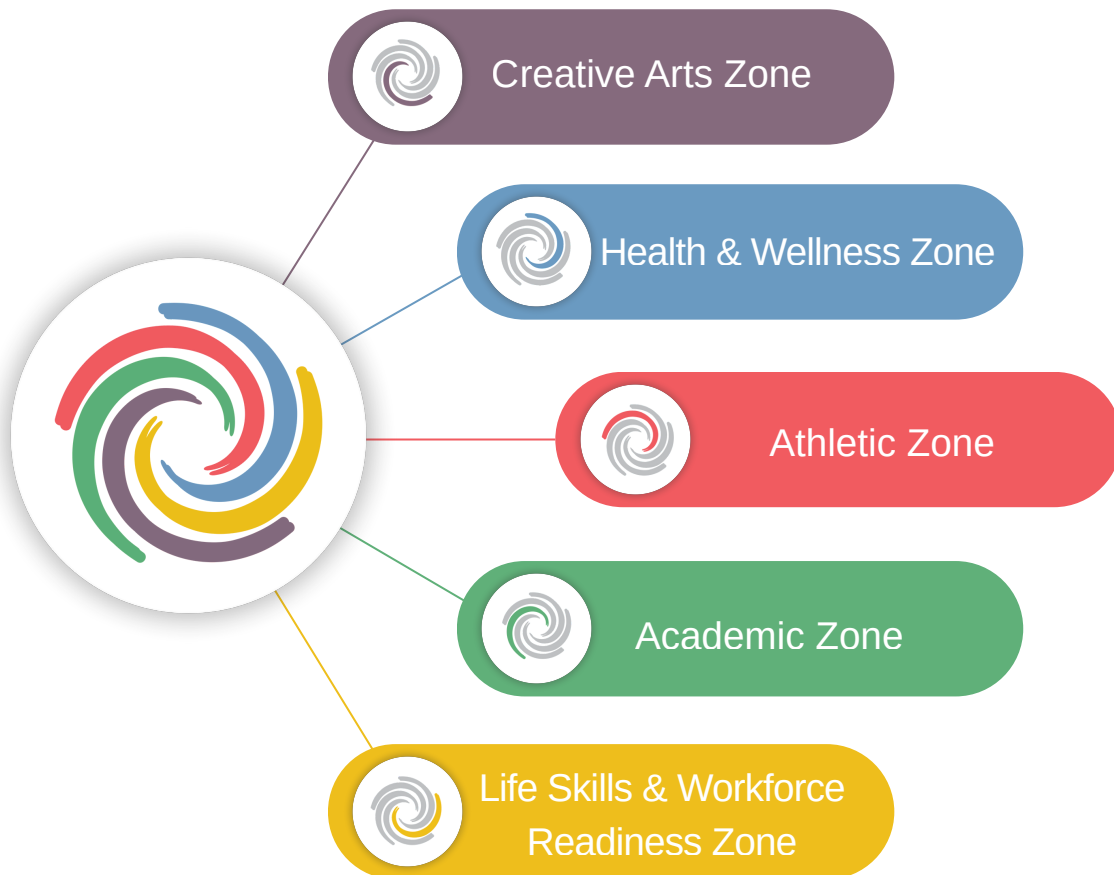 Creative Arts Zone
Health & Wellness Zone
Athletic Zone
Academic Zone
Life Skills & Workforce
Readiness Zone